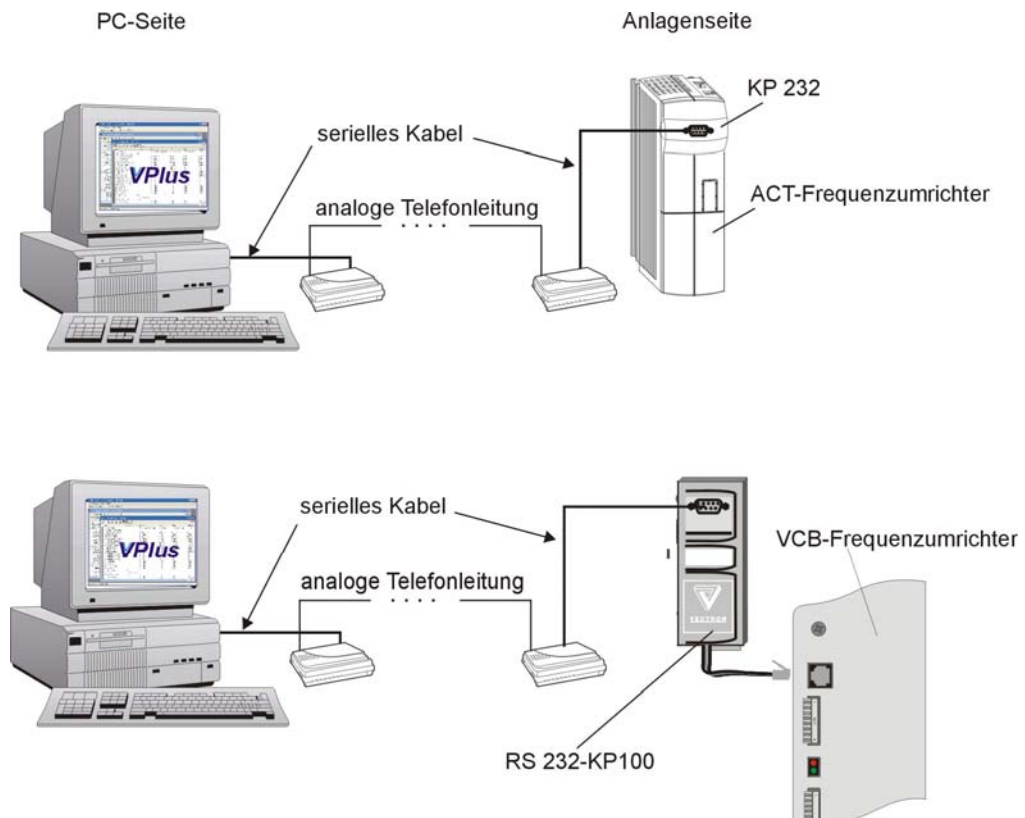 PC-Seite
Anlagenseite
KP 232
serielles Kabel
VPlus
ACT-Frequenzumrichter
analoge Telefonleitung
serielles Kabel
VPlus
VCB-Frequenzumrichter
analoge Telefonleitung
VECTRON
RS 232-KP100